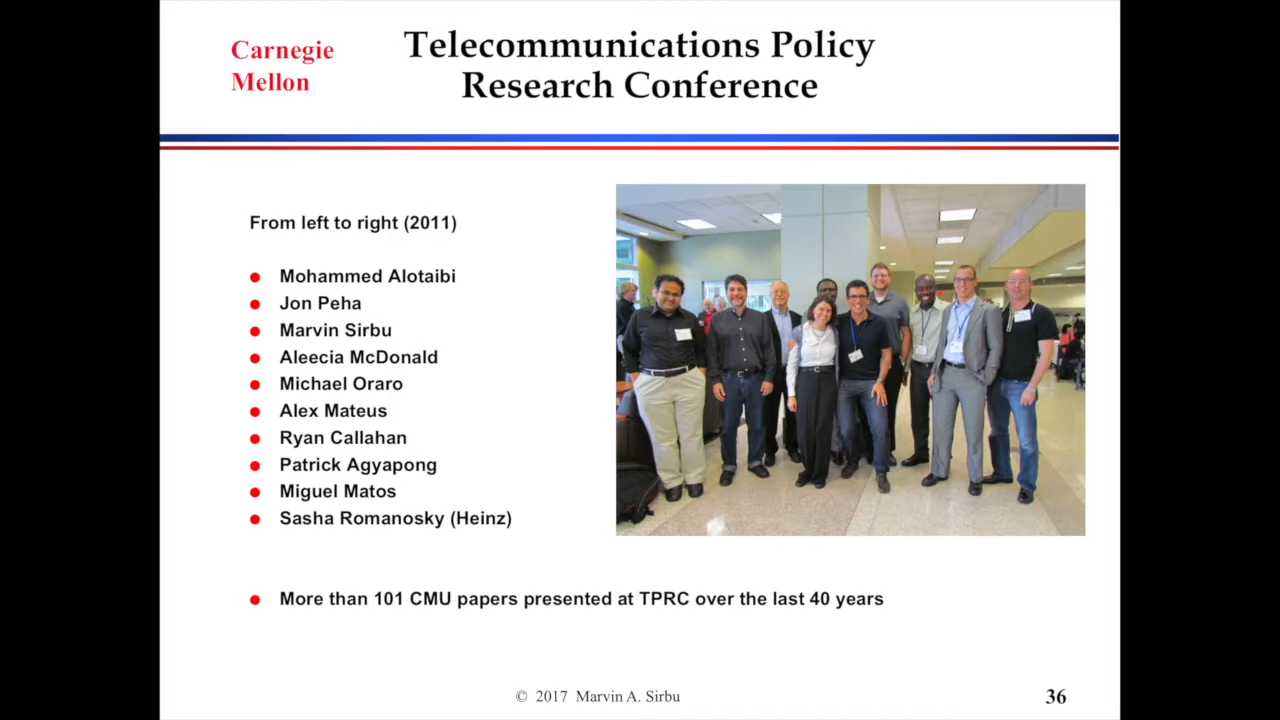 Carnegie
Mellon
Telecommunications Policy
Research Conference
From left to right (2011)
Mohammed Alotaibi
Jon Peha
Marvin Sirbu
Aleecia McDonald
Michael Oraro
Alex Mateus
Ryan Callahan
Patrick Agyapong
Miguel Matos
Sasha Romanosky (Heinz)
More than 101 CMU papers presented at TPRC over the last 40 years
© 2017 Marvin A. Sirbu
36